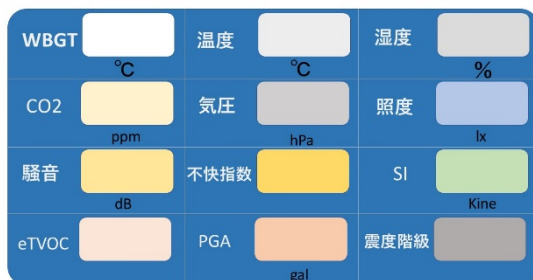 WBGT 温度 湿度
℃ ℃ %
CO2 気圧 照度
ppm hPa lx
騒音 不快指数 SI
dB Kine
eTVOC PGA 震度階級
gal